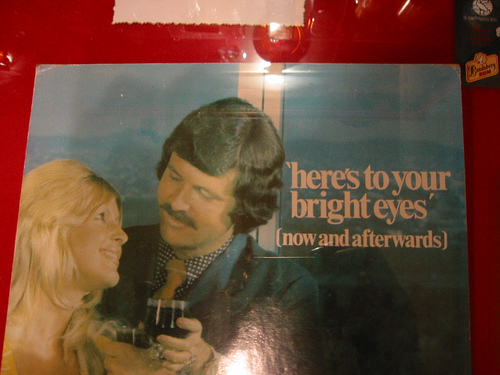 'here's to your
bright eyes'
(now and afterwards)